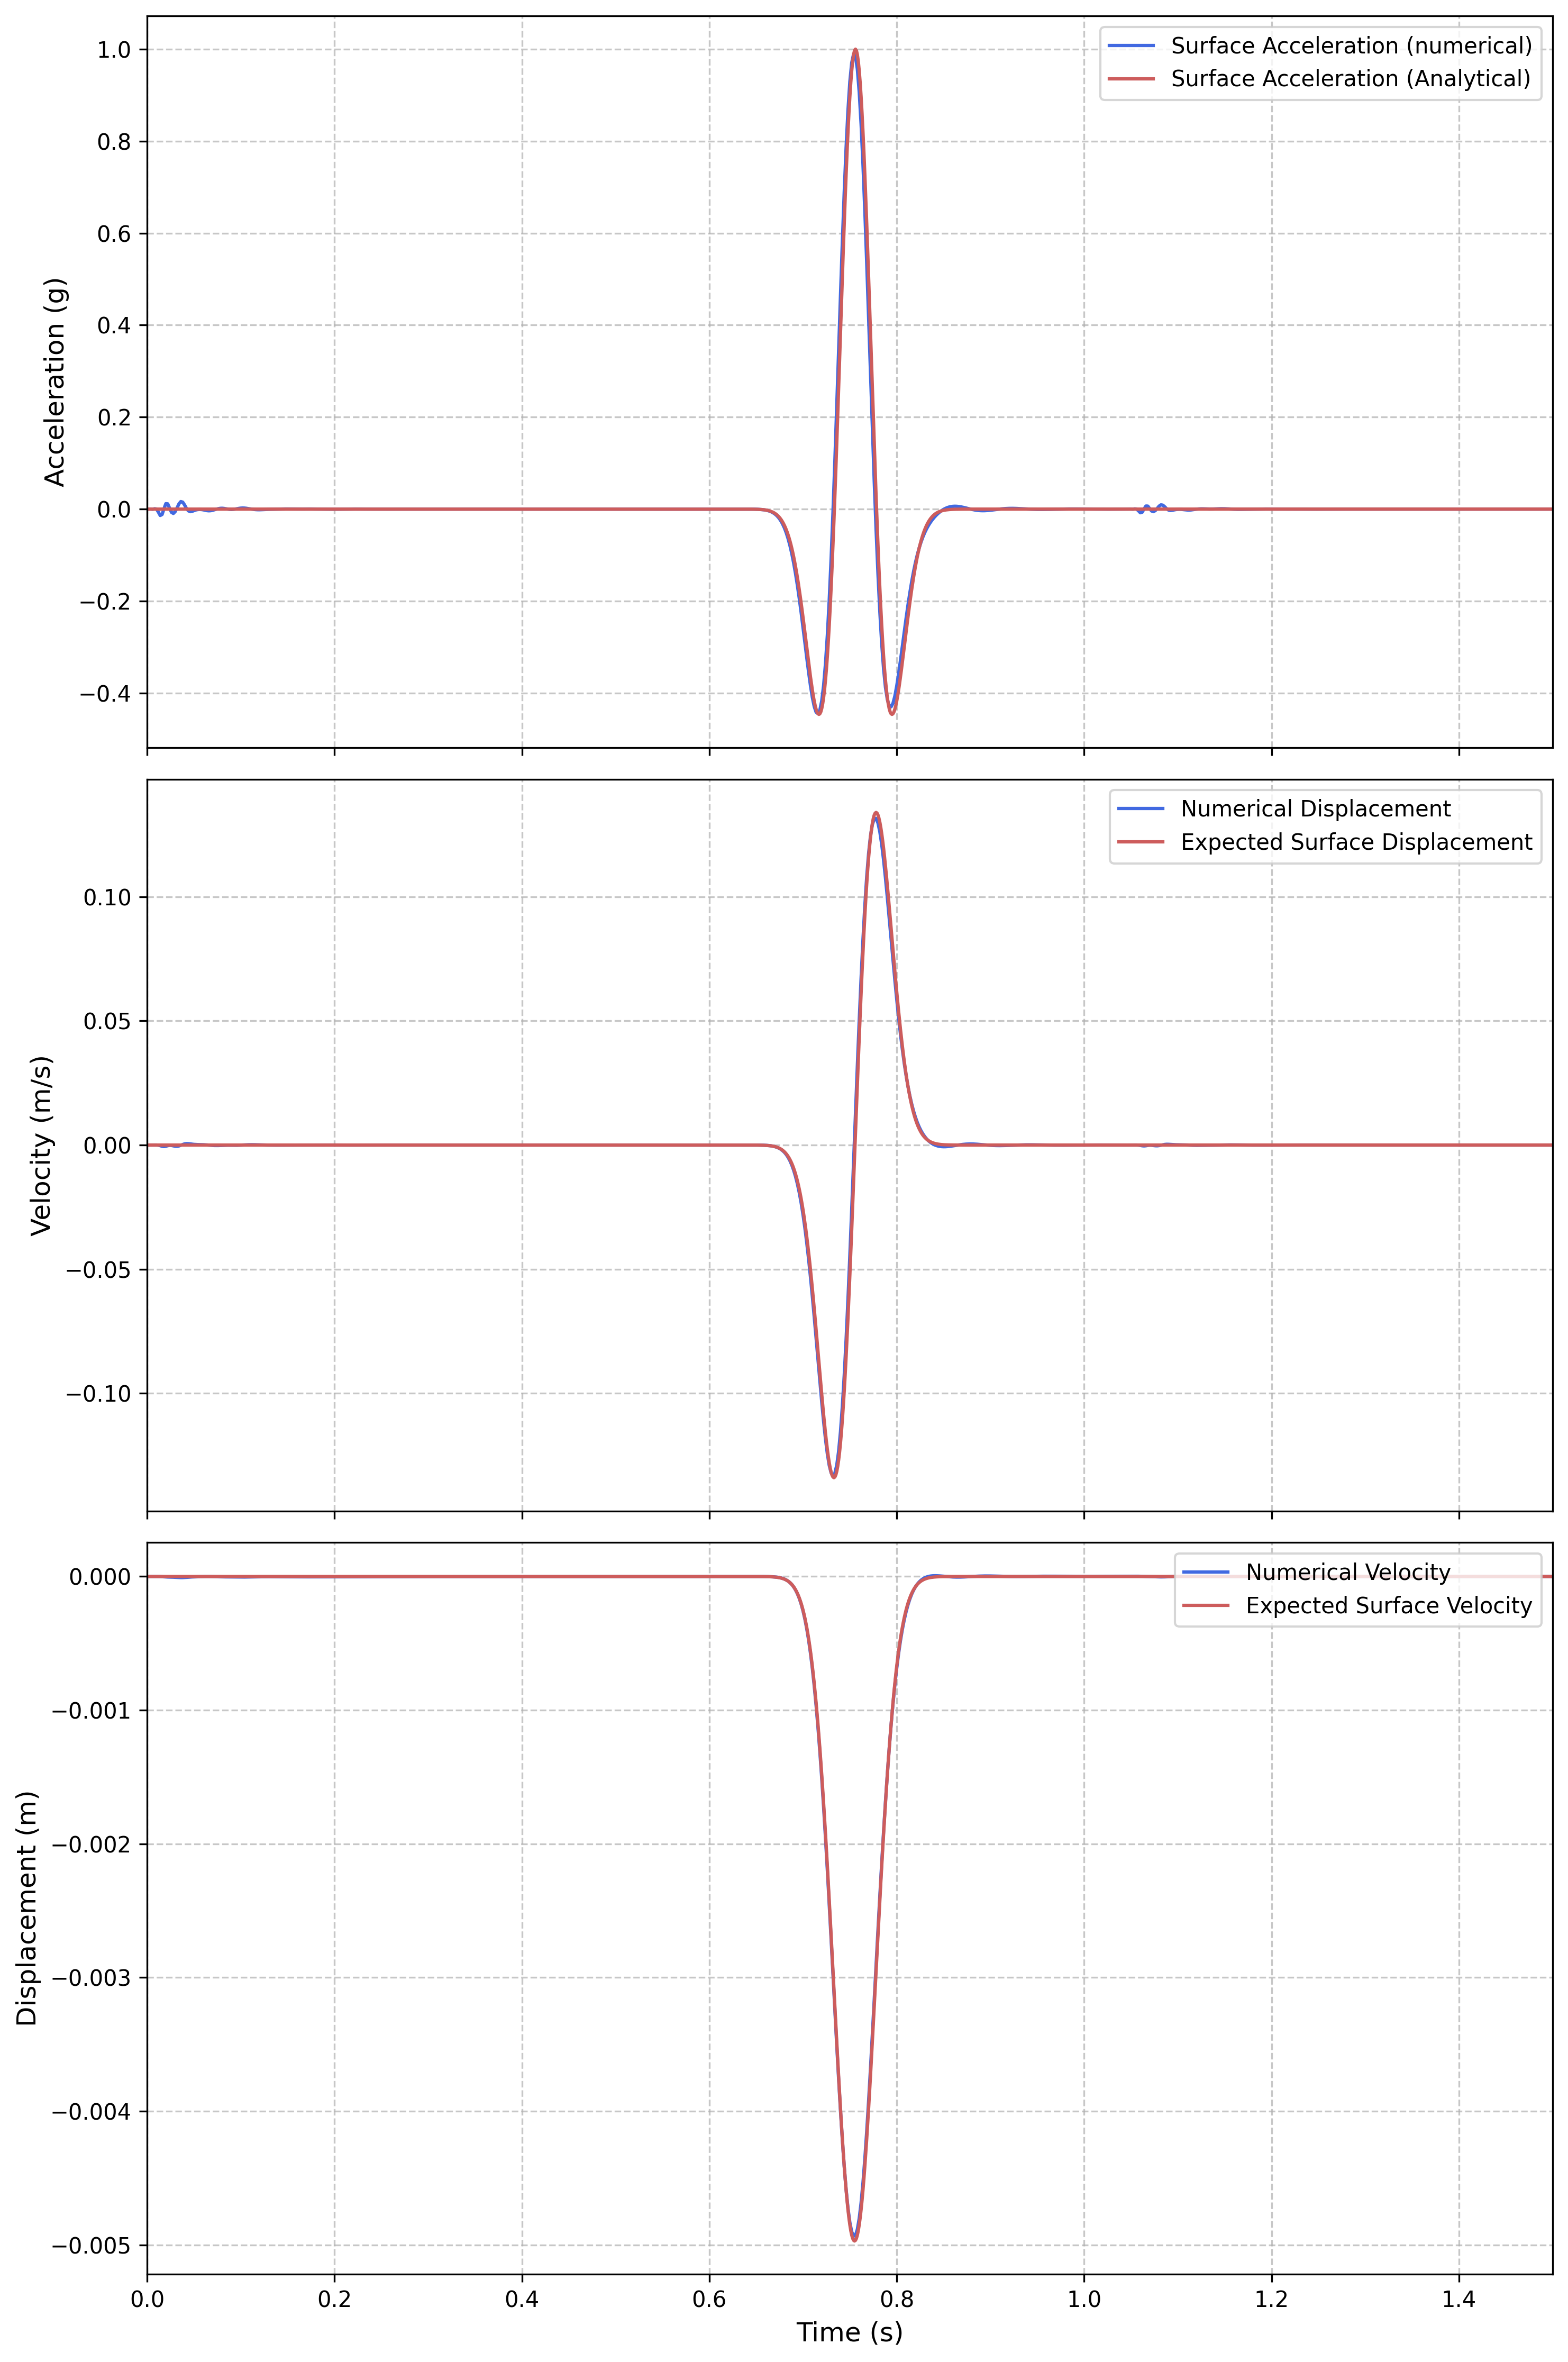 Surface Acceleration (numerical)
Surface Acceleration (Analytical)
Acceleration (g)
1.0
0.8
0.6
0.4
0.2
0.0
−0.2
−0.4
Numerical Displacement
Expected Surface Displacement
Velocity (m/s)
0.10
0.05
0.00
−0.05
−0.10
Numerical Velocity
Expected Surface Velocity
Displacement (m)
0.000
−0.001
−0.002
−0.003
−0.004
−0.005
0.0 0.2 0.4 0.6 0.8 1.0 1.2 1.4
Time (s)